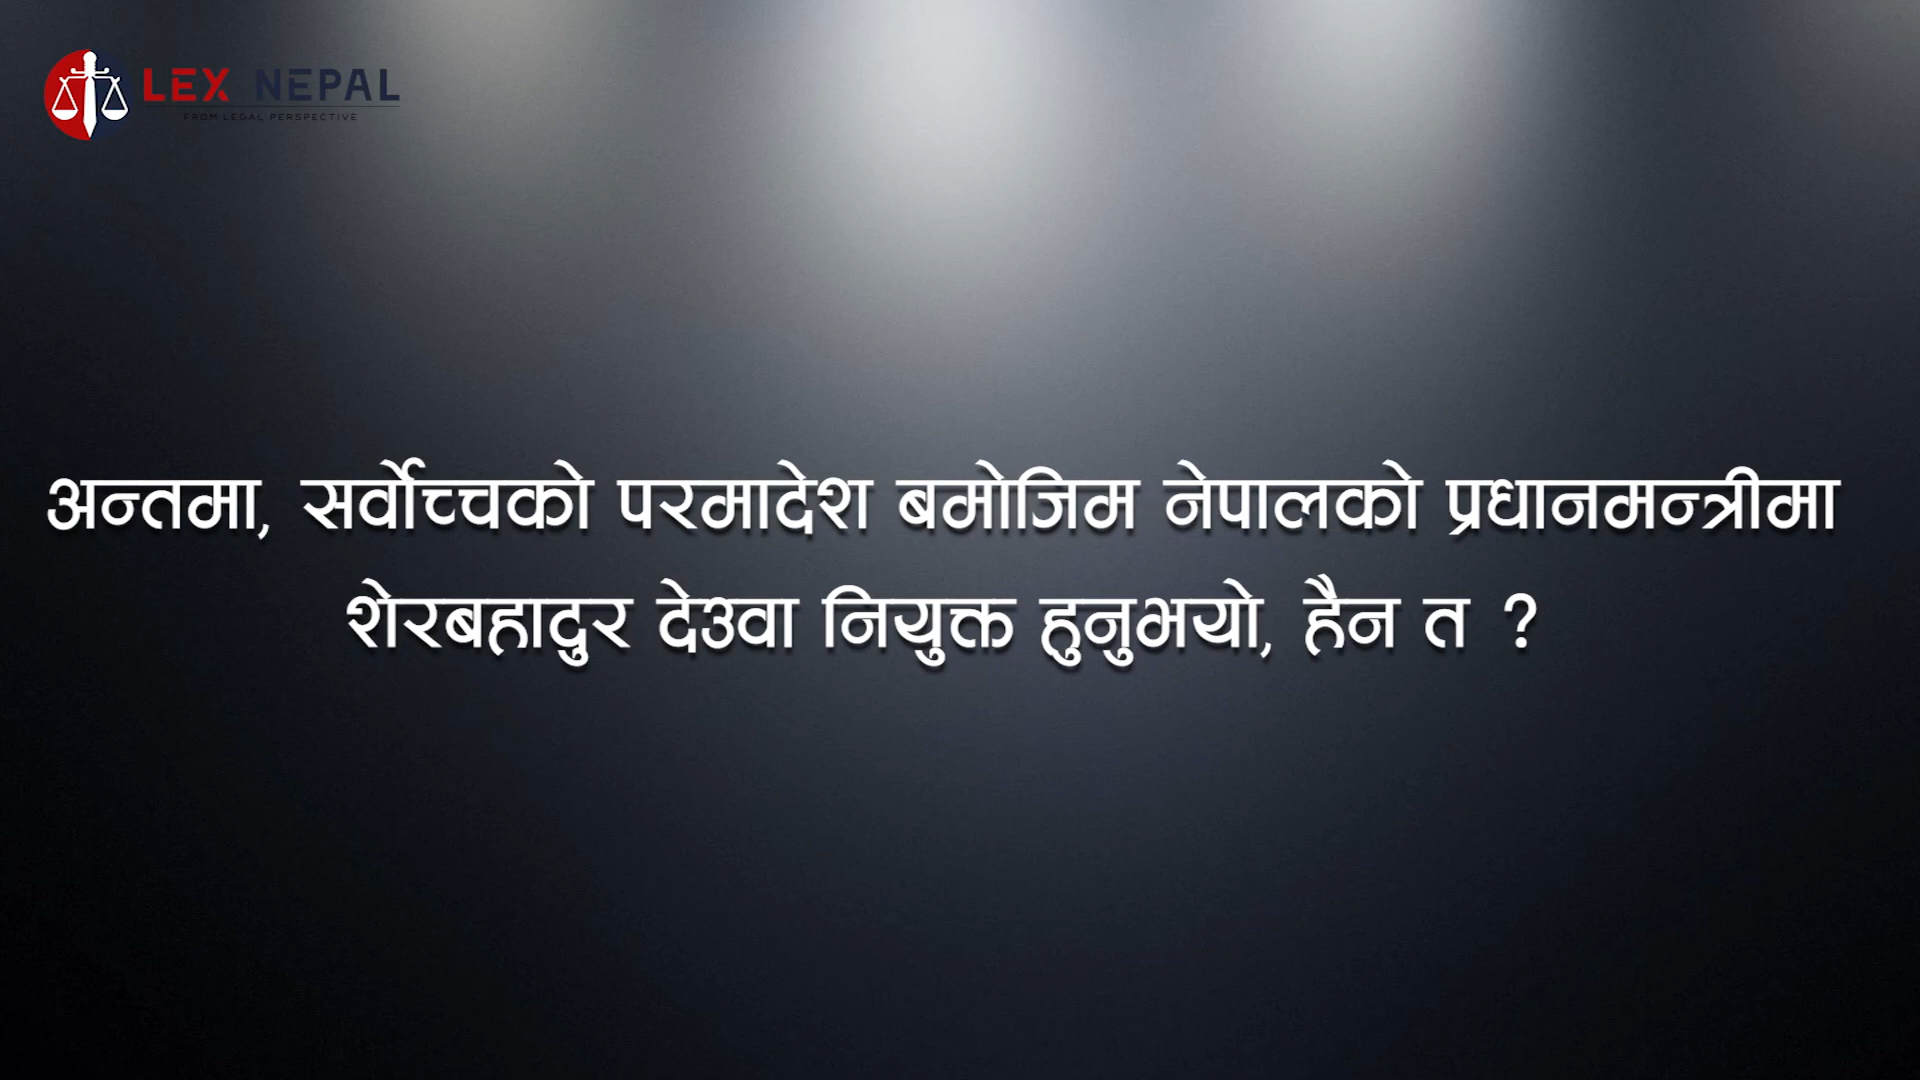 LEX NEPAL
FROM LEGAL PERSPECTIVE
अन्तमा, सर्वोच्चको परमादेश बमोजिम नेपालको प्रधानमन्त्रीमा
शेरबहादुर देउवा नियुक्त हुनुभयो, हैन त ?